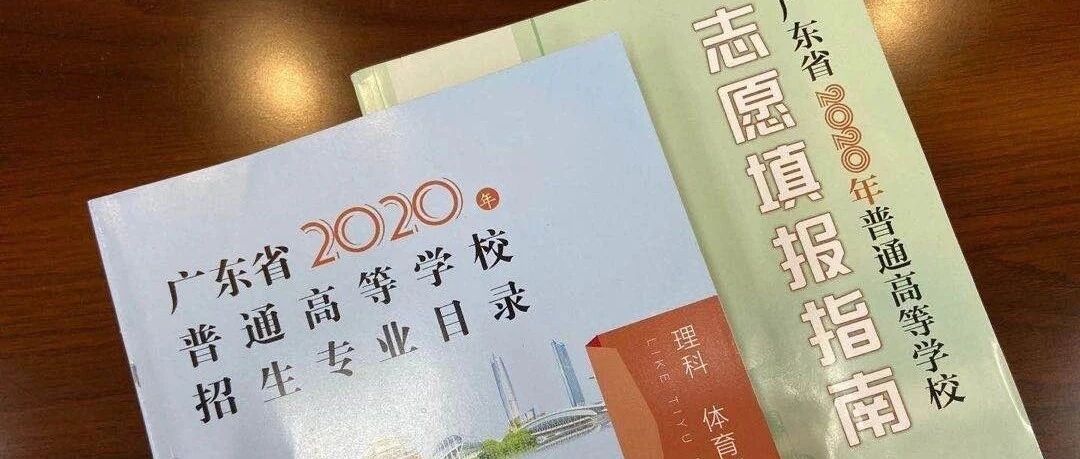 广东省2020年
普通高等学校
招生专业目录
理科 体育
LIKE TIYU
广东省2020年普通高等学校
志愿填报指南